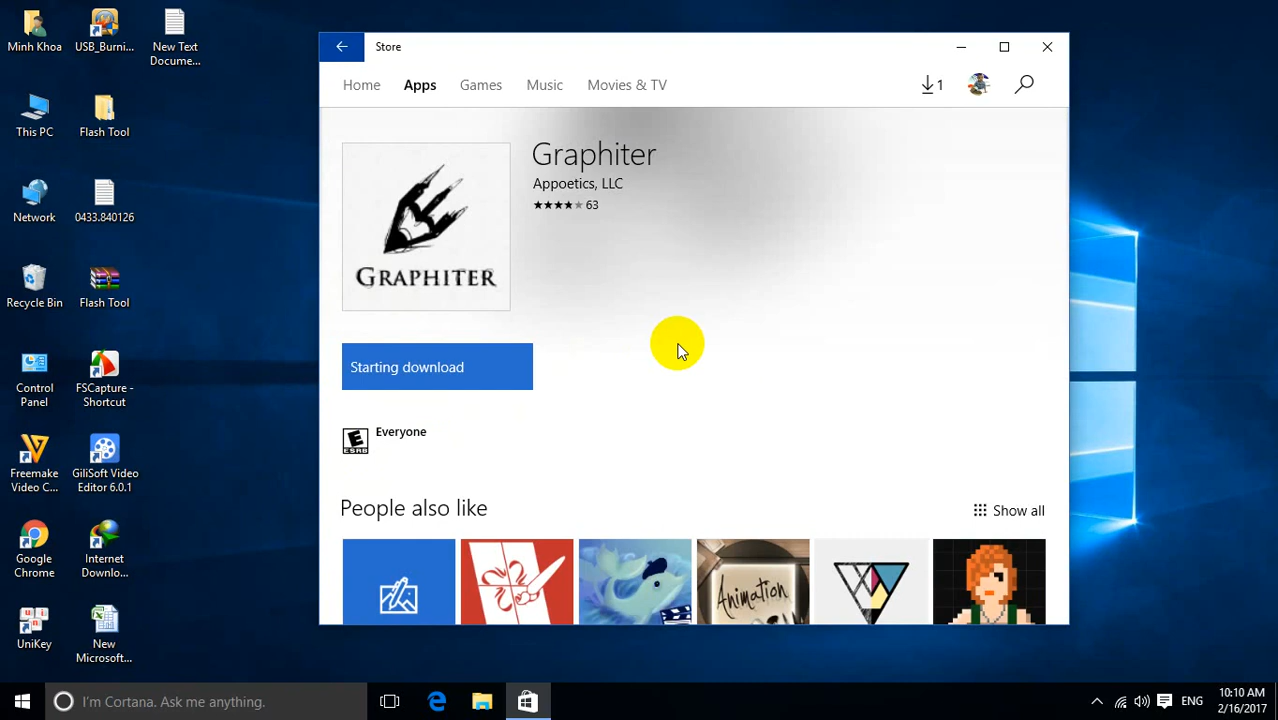 Minh Khoa
USB_Burni...
New Text
Docume...
This PC
Flash Tool
Network
0433.840126
Recycle Bin
Flash Tool
Control
Panel
FSCapture -
Shortcut
Freemake
Video C...
GiliSoft Video
Editor 6.0.1
Google
Chrome
Internet
Downlo...
UniKey
New
Microsoft...
Store
Home
Apps
Games
Music
Movies & TV
1
GRAPHITER
Graphiter
Appoetics, LLC
63
Starting download
E
ESRB
Everyone
People also like
Show all
Animation
I'm Cortana. Ask me anything.
ENG
10:10 AM
2/16/2017